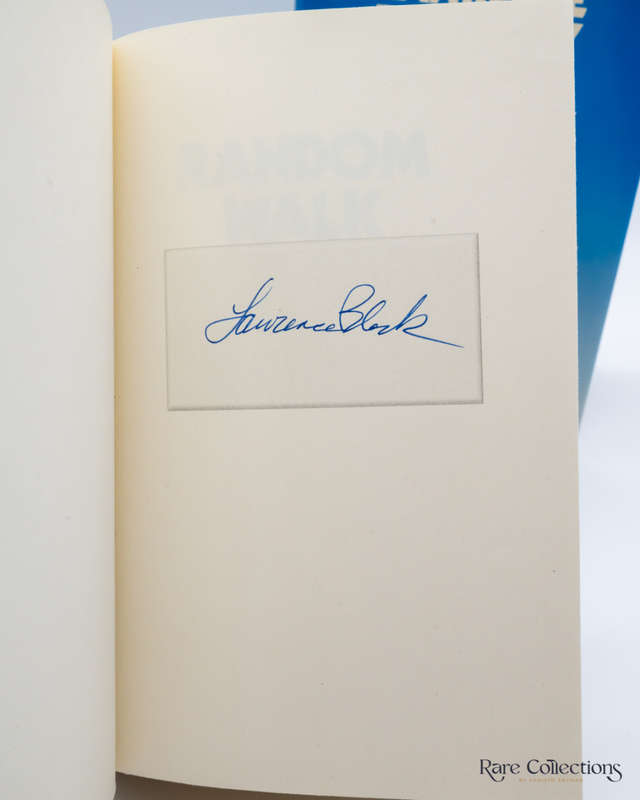 RANDOM
WALK
Lawrence Block
Rare Collections